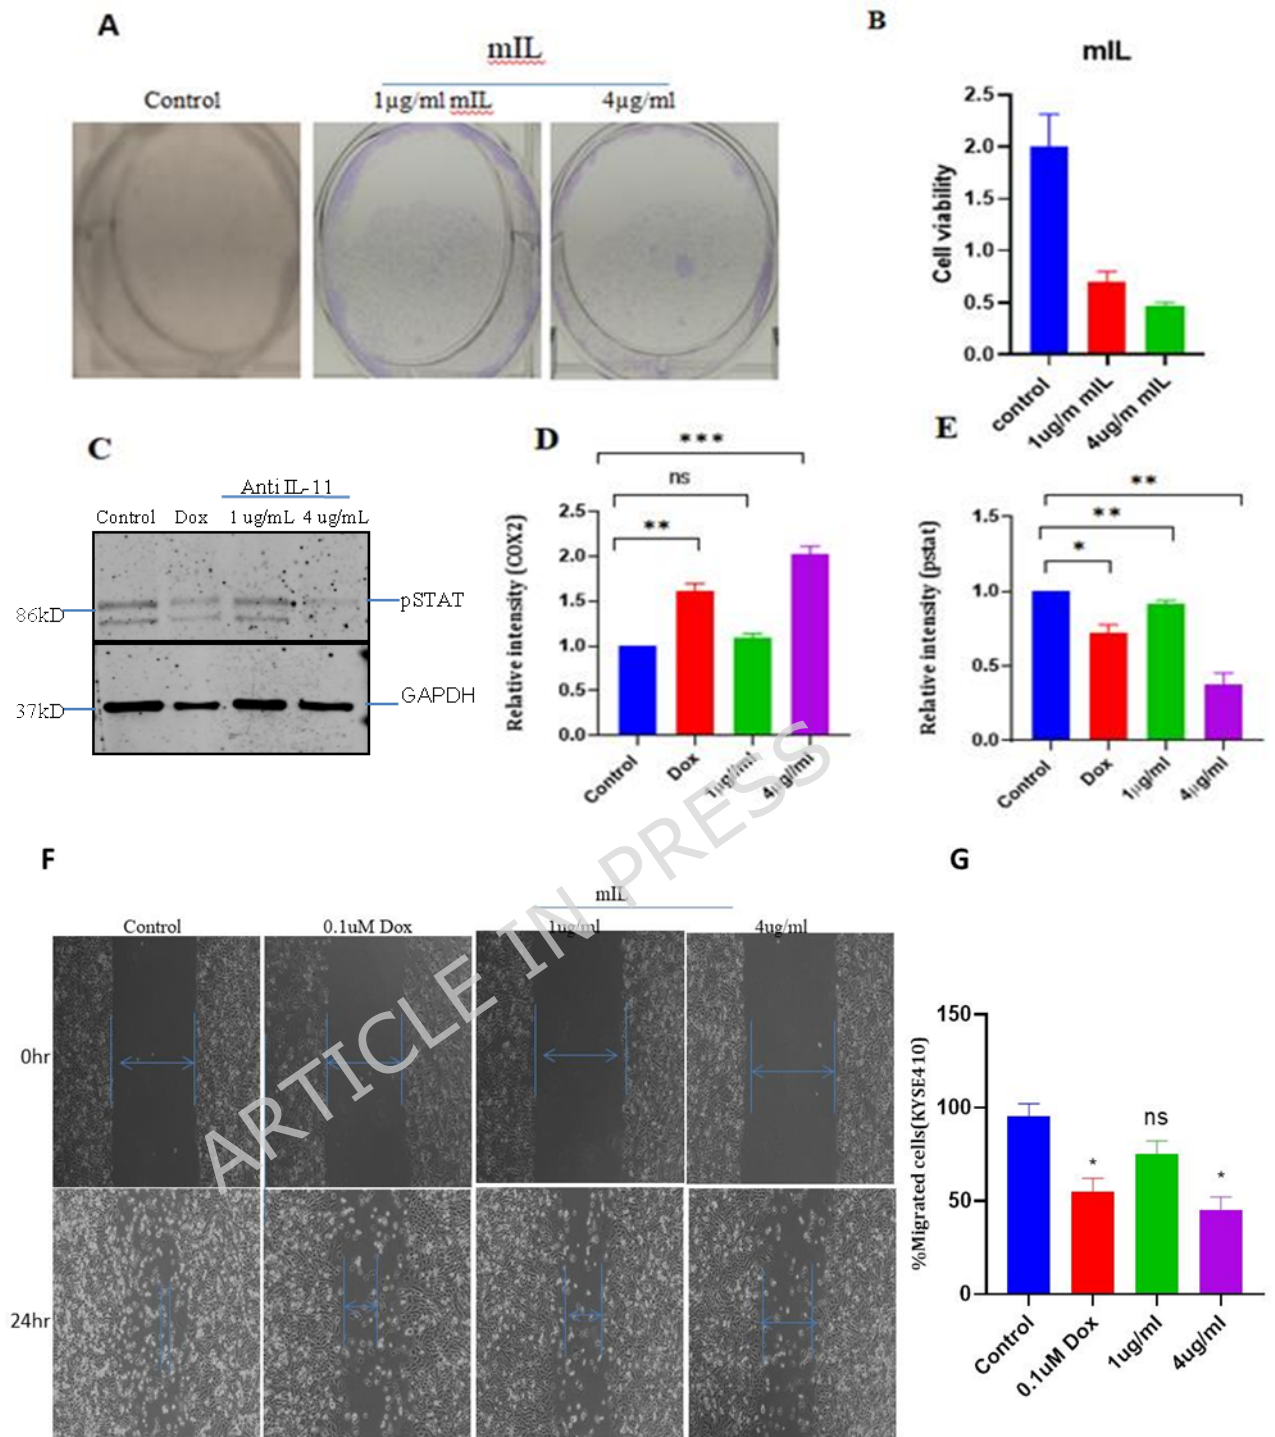 A
mIL
Control
1µg/ml mIL
4µg/ml
B
mIL
Cell viability
2.5
2.0
1.5
1.0
0.5
0.0
control
1ug/m mIL
4ug/m mIL
C
Anti IL-11
Control Dox 1 ug/mL 4 ug/mL
86kD
pSTAT
37kD
GAPDH
D
***
ns
**
Relative intensity (COX2)
2.5
2.0
1.5
1.0
0.5
0.0
Control
Dox
1µg/ml
4µg/ml
E
**
**
*
Relative intensity (pstat)
1.5
1.0
0.5
0.0
Control
Dox
1µg/ml
4µg/ml
F
mIL
Control
0.1uM Dox
1ug/ml
4ug/ml
0hr
24hr
ARTICLE IN PRESS
G
%Migrated cells(KYSE410)
150
100
50
0
*
ns
*
Control
0.1uM Dox
1ug/ml
4ug/ml